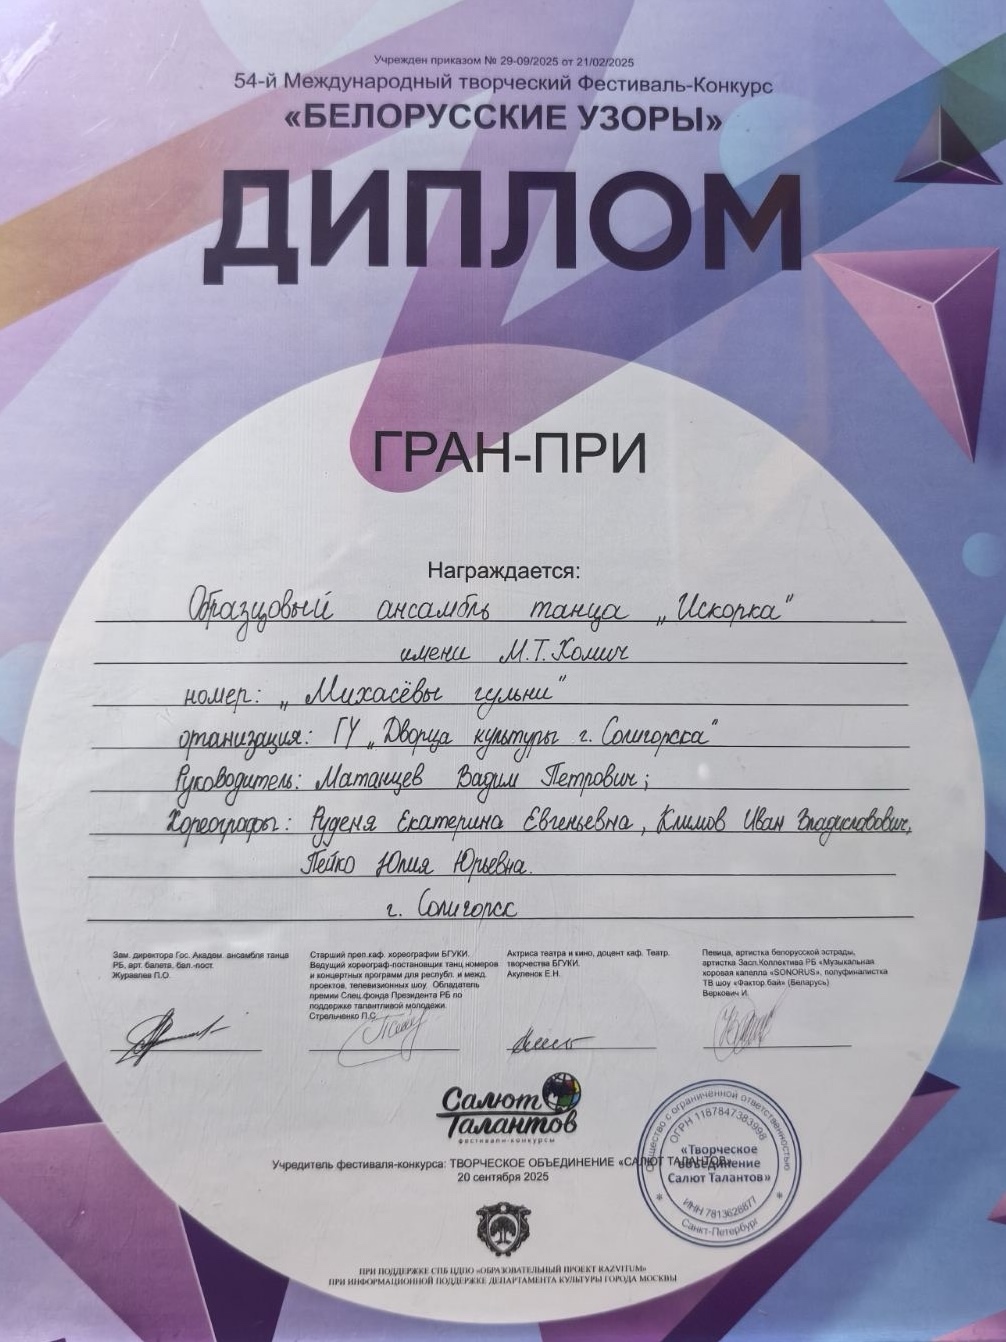 Учрежден приказом № 29-09/2025 от 21/02/2025
54-й Международный творческий Фестиваль-Конкурс
«БЕЛОРУССКИЕ УЗОРЫ»
ДИПЛОМ
ГРАН-ПРИ
Награждается:
Образцовый ансамбль танца „Искорка"
имени М.Т.Хомич
номер: „Михасёвы гульни"
организация: ГУ „Дворца культуры г. Солигорска"
Руководитель: Матанцев Вадим Петрович;
Хореографы: Руденя Екатерина Евгеньевна, Климов Иван Владиславович,
Пейко Юлия Юрьевна.
г. Солигорск
Зам. директора Гос. Академ. ансамбля танца
РБ, арт. балета, бал.-пост.
Журавлев П.О.
Старший преп.каф. хореографии БГУКИ.
Ведущий хореограф-постановщик танц.номеров
и концертных программ для республ. и межд.
проектов, телевизионных шоу. Обладатель
премии Спец.фонда Президента РБ по
поддержке талантливой молодежи.
Стрельченко П.С.
Актриса театра и кино, доцент каф. Театр.
творчества БГУКИ.
Акуленок Е.Н.
Певица, артистка белорусской эстрады,
артистка Засл.Коллектива РБ «Музыкальная
хоровая капелла «SONORUS», полуфиналистка
ТВ шоу «Фактор.бай» (Беларусь)
Веркович И.
Салют
Талантов
фестивали-конкурсы
Учредитель фестиваля-конкурса: ТВОРЧЕСКОЕ ОБЪЕДИНЕНИЕ «САЛЮТ ТАЛАНТОВ»
20 сентября 2025
Общество с ограниченной ответственностью
ОГРН 1187847383998
«Творческое
объединение
Салют Талантов»
ИНН 7813626877
Санкт-Петербург
ПРИ ПОДДЕРЖКЕ СПБ ЦДПО «ОБРАЗОВАТЕЛЬНЫЙ ПРОЕКТ RAZVITUM»
ПРИ ИНФОРМАЦИОННОЙ ПОДДЕРЖКЕ ДЕПАРТАМЕНТА КУЛЬТУРЫ ГОРОДА МОСКВЫ